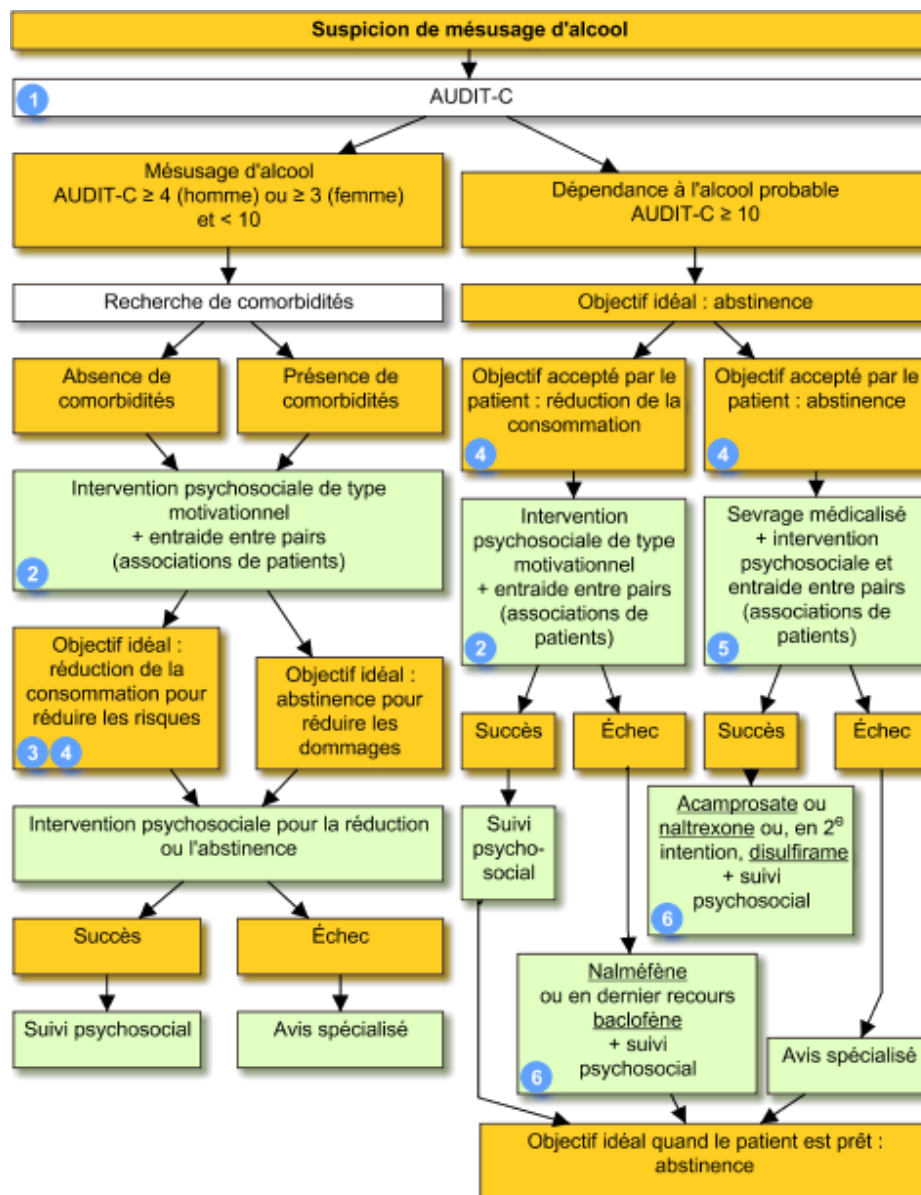 Suspicion de mésusage d'alcool
1
AUDIT-C
Mésusage d'alcool
AUDIT-C ≥ 4 (homme) ou ≥ 3 (femme)
et < 10
Dépendance à l'alcool probable
AUDIT-C ≥ 10
Recherche de comorbidités
Objectif idéal : abstinence
Absence de
comorbidités
Présence de
comorbidités
Objectif accepté par le
patient : réduction de la
consommation
4
Objectif accepté par le
patient : abstinence
4
Intervention psychosociale de type
motivationnel
+ entraide entre pairs
(associations de patients)
2
Intervention
psychosociale de type
motivationnel
+ entraide entre pairs
(associations de
patients)
2
Sevrage médicalisé
+ intervention
psychosociale et
entraide entre pairs
(associations de
patients)
5
Objectif idéal :
réduction de la
consommation pour
réduire les risques
3 4
Objectif idéal :
abstinence pour
réduire les
dommages
Succès
Échec
Succès
Échec
Intervention psychosociale pour la réduction
ou l'abstinence
Suivi
psycho-
social
Acamprosate ou
naltrexone ou, en 2e
intention, disulfirame
+ suivi
psychosocial
6
Succès
Échec
Suivi psychosocial
Avis spécialisé
Nalméfène
ou en dernier recours
baclofène
+ suivi
psychosocial
6
Avis spécialisé
Objectif idéal quand le patient est prêt :
abstinence